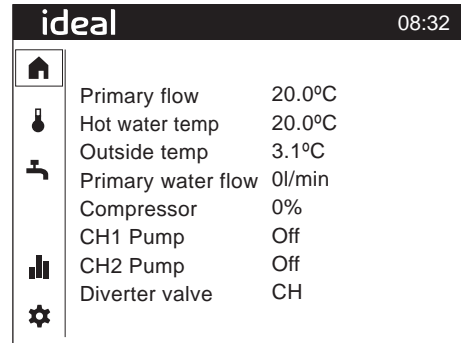 ideal 08:32
Primary flow 20.0ºC
Hot water temp 20.0ºC
Outside temp 3.1ºC
Primary water flow 0l/min
Compressor 0%
CH1 Pump Off
CH2 Pump Off
Diverter valve CH